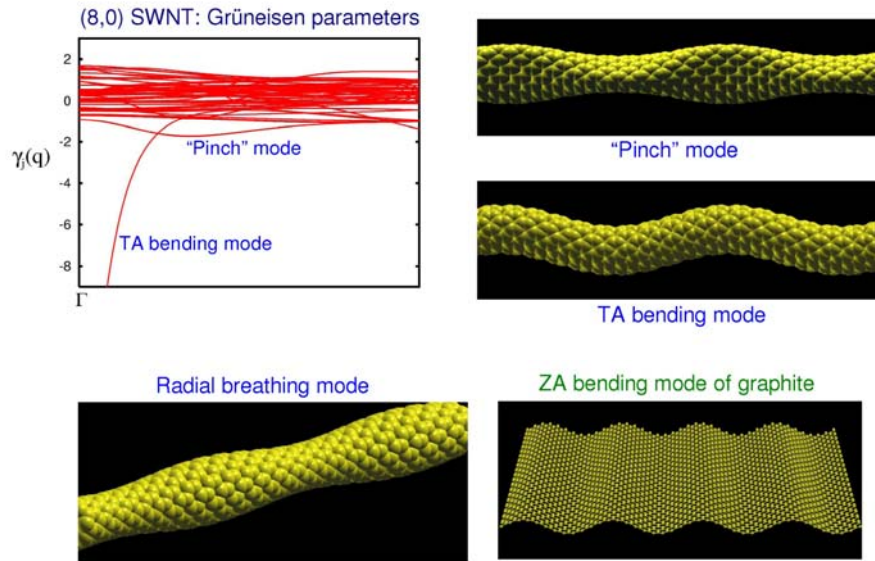 (8,0) SWNT: Grüneisen parameters
2
0
-2
-4
-6
-8
γj(q)
"Pinch" mode
TA bending mode
Γ
"Pinch" mode
TA bending mode
Radial breathing mode
ZA bending mode of graphite